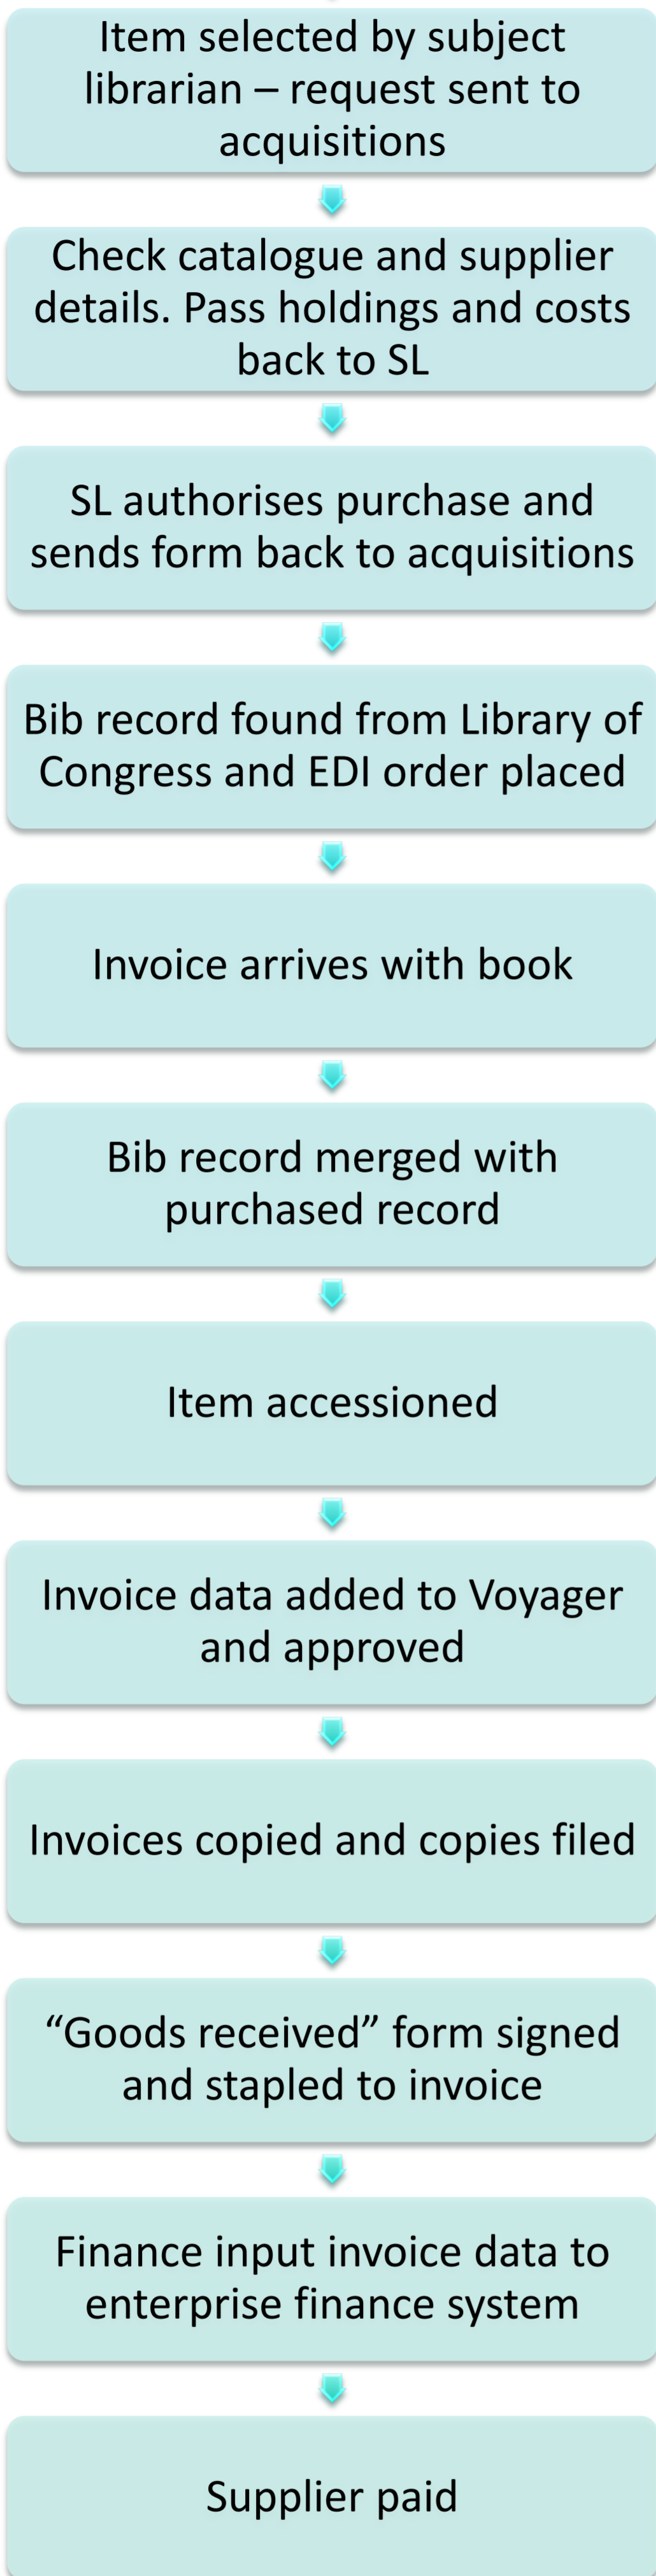 Item selected by subject
librarian – request sent to
acquisitions
Check catalogue and supplier
details. Pass holdings and costs
back to SL
SL authorises purchase and
sends form back to acquisitions
Bib record found from Library of
Congress and EDI order placed
Invoice arrives with book
Bib record merged with
purchased record
Item accessioned
Invoice data added to Voyager
and approved
Invoices copied and copies filed
“Goods received” form signed
and stapled to invoice
Finance input invoice data to
enterprise finance system
Supplier paid